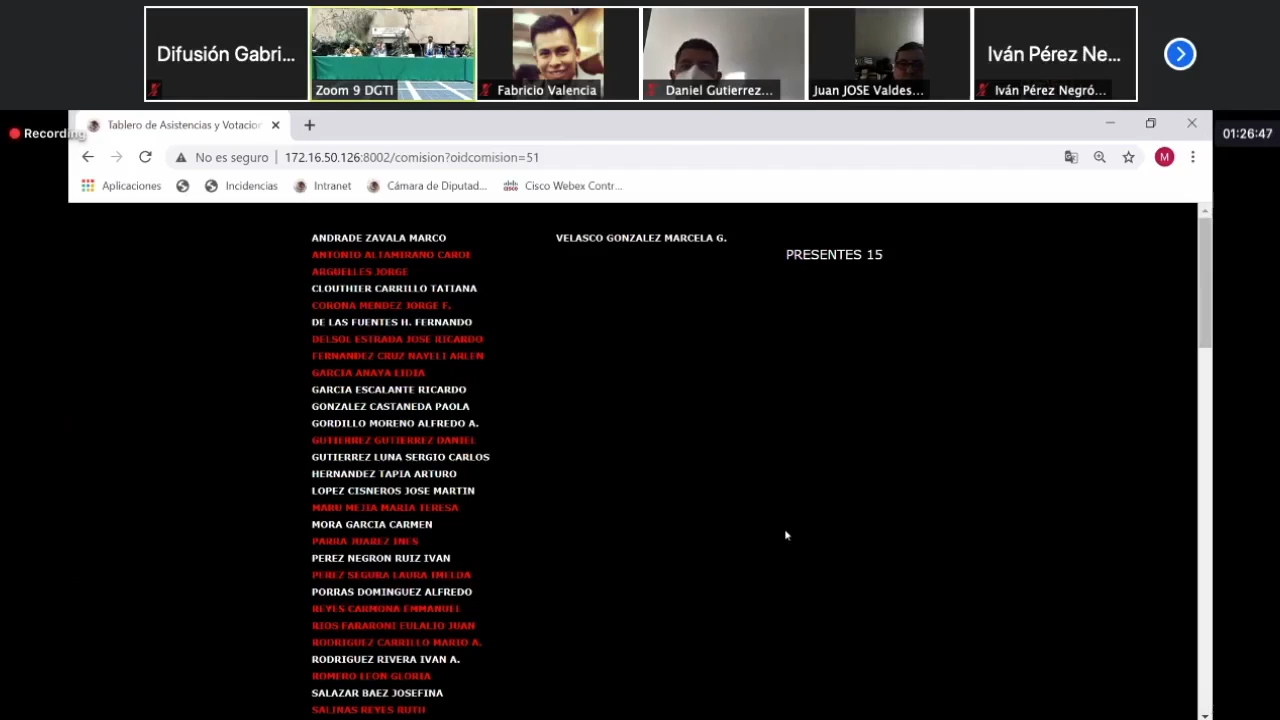 Difusión Gabri...
Zoom 9 DGTI
Fabricio Valencia
Daniel Gutierrez...
Juan JOSE Valdes...
Iván Pérez Ne...
Iván Pérez Negró...
Recording
Tablero de Asistencias y Votacion
01:26:47
No es seguro
172.16.50.126:8002/comision?oidcomision=51
M
Aplicaciones
Incidencias
Intranet
Cámara de Diputad...
Cisco Webex Contr...
ANDRADE ZAVALA MARCO
ANTONIO ALTAMIRANO CAROL
ARGUELLES JORGE
CLOUTHIER CARRILLO TATIANA
CORONA MENDEZ JORGE F.
DE LAS FUENTES H. FERNANDO
DELSOL ESTRADA JOSE RICARDO
FERNANDEZ CRUZ NAYELI ARLEN
GARCIA ANAYA LIDIA
GARCIA ESCALANTE RICARDO
GONZALEZ CASTANEDA PAOLA
GORDILLO MORENO ALFREDO A.
GUTIERREZ GUTIERREZ DANIEL
GUTIERREZ LUNA SERGIO CARLOS
HERNANDEZ TAPIA ARTURO
LOPEZ CISNEROS JOSE MARTIN
MARU MEJIA MARIA TERESA
MORA GARCIA CARMEN
PARRA JUAREZ INES
PEREZ NEGRON RUIZ IVAN
PEREZ SEGURA LAURA IMELDA
PORRAS DOMINGUEZ ALFREDO
REYES CARMONA EMMANUEL
RIOS FARARONI EULALIO JUAN
RODRIGUEZ CARRILLO MARIO A.
RODRIGUEZ RIVERA IVAN A.
ROMERO LEON GLORIA
SALAZAR BAEZ JOSEFINA
SALINAS REYES RUTH
VELASCO GONZALEZ MARCELA G.
PRESENTES 15